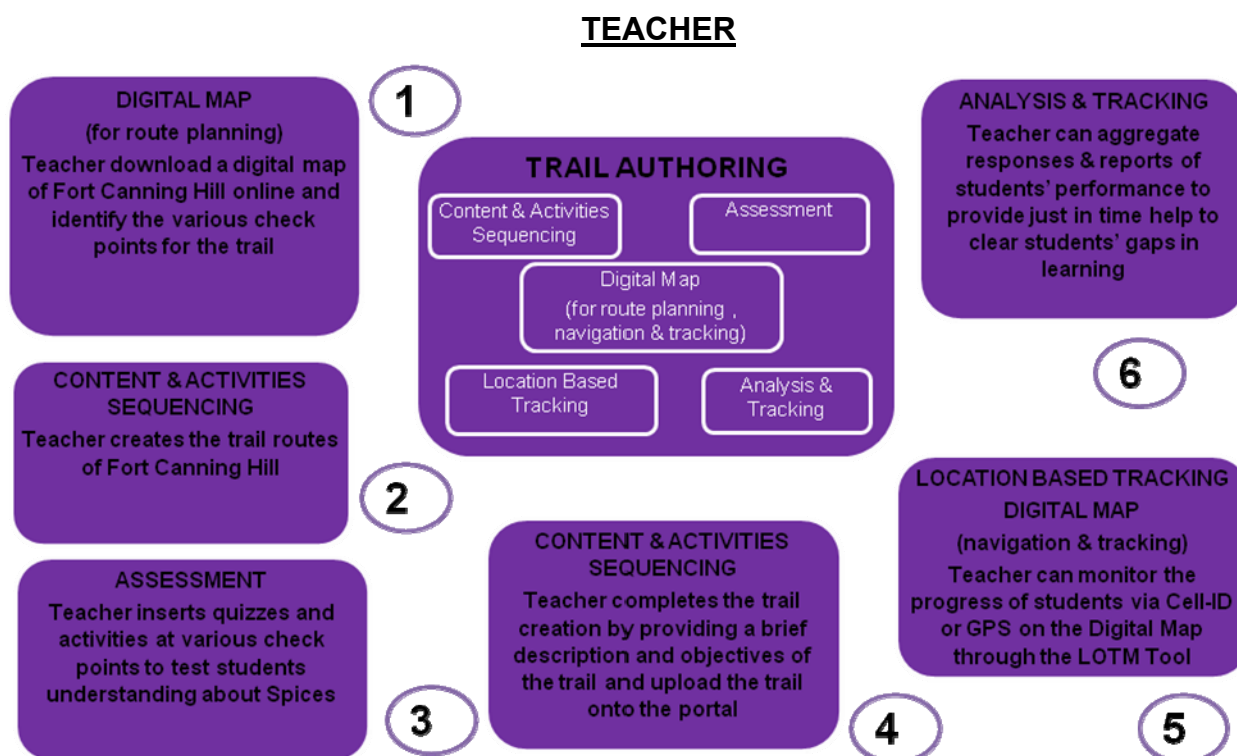 TEACHER
DIGITAL MAP
(for route planning)
Teacher download a digital map
of Fort Canning Hill online and
identify the various check
points for the trail
1
CONTENT & ACTIVITIES
SEQUENCING
Teacher creates the trail routes
of Fort Canning Hill
2
ASSESSMENT
Teacher inserts quizzes and
activities at various check
points to test students
understanding about Spices
3
TRAIL AUTHORING
Content & Activities
Sequencing
Assessment
Digital Map
(for route planning ,
navigation & tracking)
Location Based
Tracking
Analysis &
Tracking
CONTENT & ACTIVITIES
SEQUENCING
Teacher completes the trail
creation by providing a brief
description and objectives of
the trail and upload the trail
onto the portal
4
LOCATION BASED TRACKING
DIGITAL MAP
(navigation & tracking)
Teacher can monitor the
progress of students via Cell-ID
or GPS on the Digital Map
through the LOTM Tool
5
ANALYSIS & TRACKING
Teacher can aggregate
responses & reports of
students' performance to
provide just in time help to
clear students' gaps in
learning
6